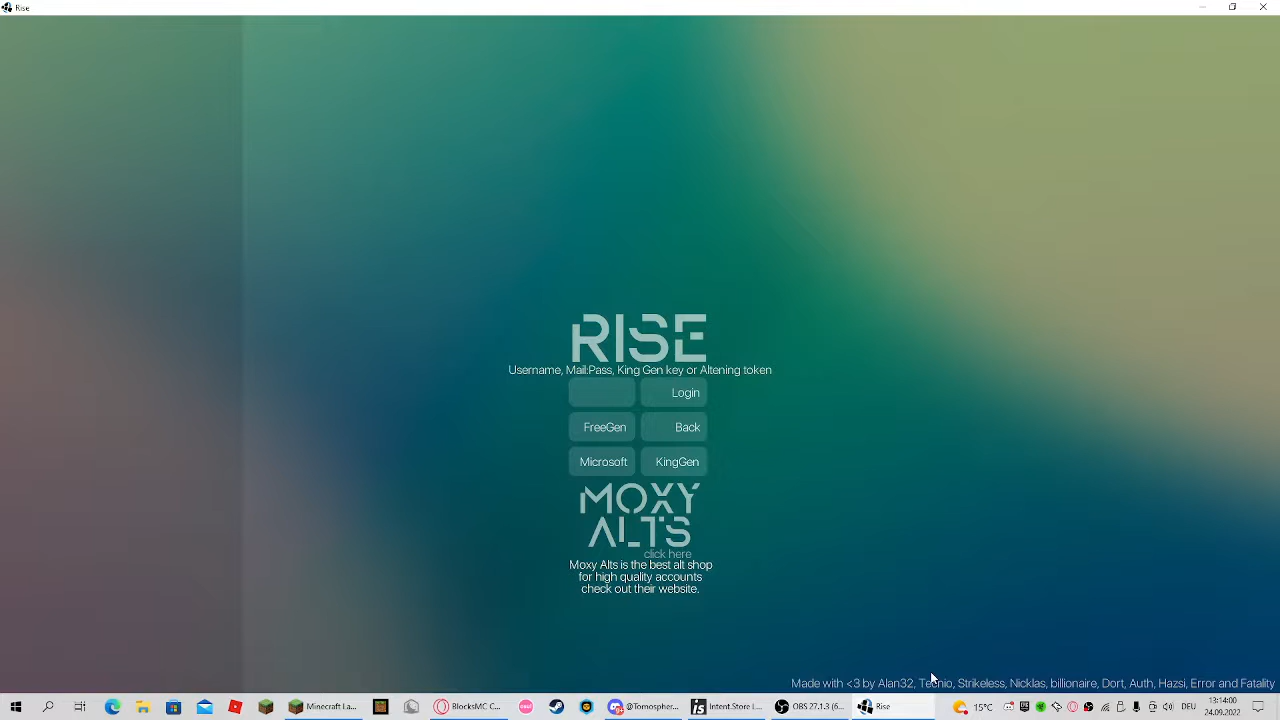 Rise
RISE
Username, Mail:Pass, King Gen key or Altening token
Login
FreeGen
Back
Microsoft
KingGen
MOXY
ALTS
click here
Moxy Alts is the best alt shop
for high quality accounts
check out their website.
Made with <3 by Alan32, Tecnio, Strikeless, Nicklas, billionaire, Dort, Auth, Hazsi, Error and Fatality
Minecraft La...
BlocksMC C...
osu!
@Tomospher...
Intent.Store l...
OBS 27.1.3 (6...
Rise
15°C
DEU
13:14:00
24.09.2022